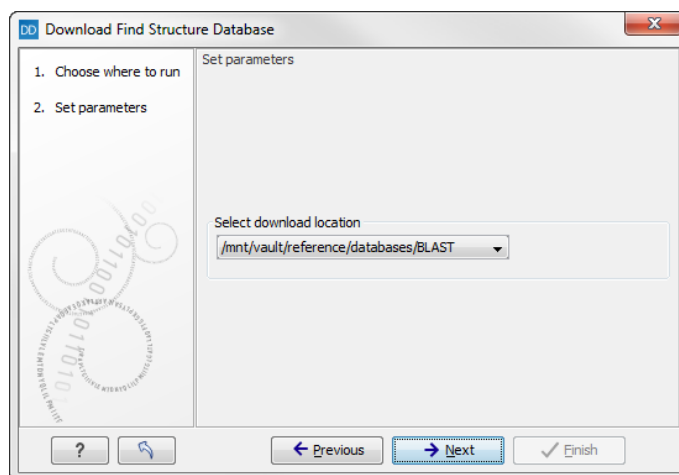 DD Download Find Structure Database
1. Choose where to run
2. Set parameters
Set parameters
Select download location
/mnt/vault/reference/databases/BLAST
? Previous Next Finish